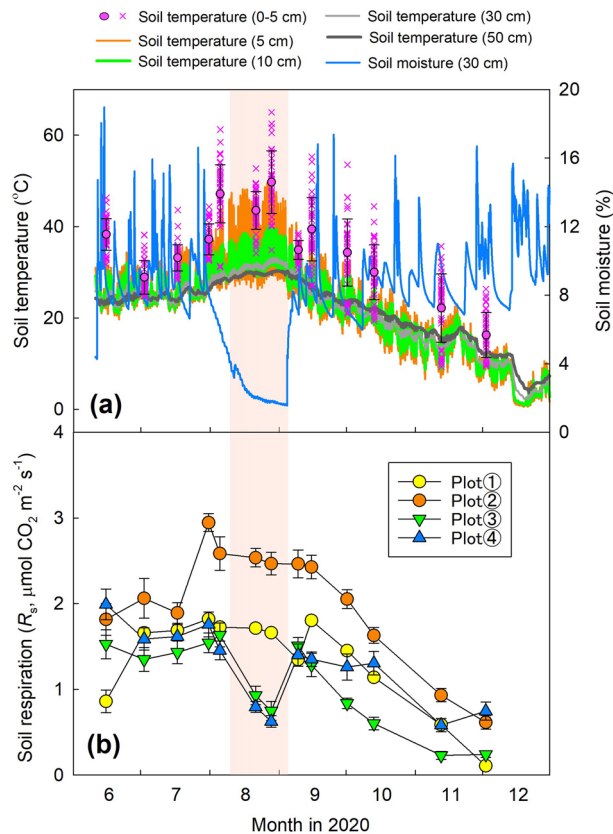 Soil temperature (0-5 cm)
Soil temperature (5 cm)
Soil temperature (10 cm)
Soil temperature (30 cm)
Soil temperature (50 cm)
Soil moisture (30 cm)
Soil temperature (°C)
60
40
20
0
20
16
12
8
4
0
Soil moisture (%)
(a)
Soil respiration (Rs, μmol CO2 m-2 s-1)
4
3
2
1
0
Plot①
Plot②
Plot③
Plot④
(b)
6 7 8 9 10 11 12
Month in 2020